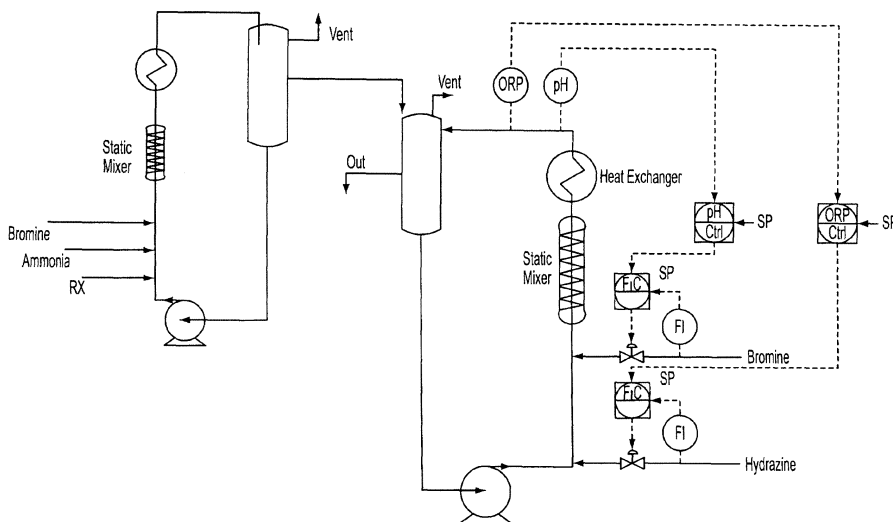 Vent
ORP
pH
Vent
Static
Mixer
Out
Heat Exchanger
pH
Ctrl
SP
ORP
Ctrl
SP
Bromine
Ammonia
RX
Static
Mixer
SP
FIC
FI
Bromine
SP
FIC
FI
Hydrazine